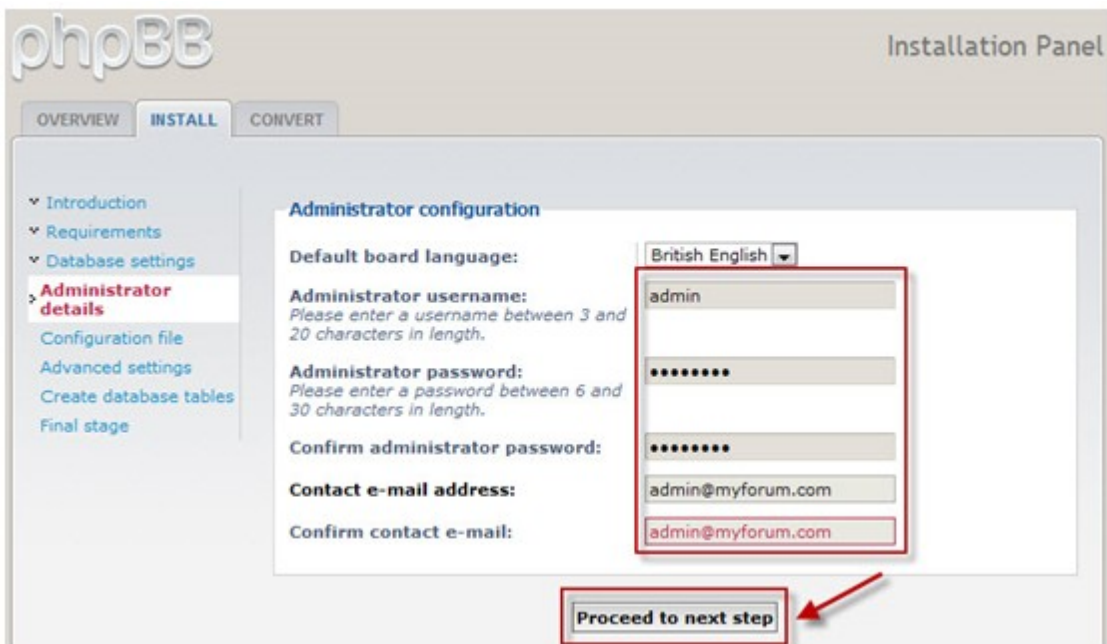 phpBB
Installation Panel
OVERVIEW INSTALL CONVERT
Introduction
Requirements
Database settings
Administrator
details
Configuration file
Advanced settings
Create database tables
Final stage
Administrator configuration
Default board language:
British English
Administrator username:
Please enter a username between 3 and
20 characters in length.
admin
Administrator password:
Please enter a password between 6 and
30 characters in length.
••••••••
Confirm administrator password:
••••••••
Contact e-mail address:
admin@myforum.com
Confirm contact e-mail:
admin@myforum.com
Proceed to next step